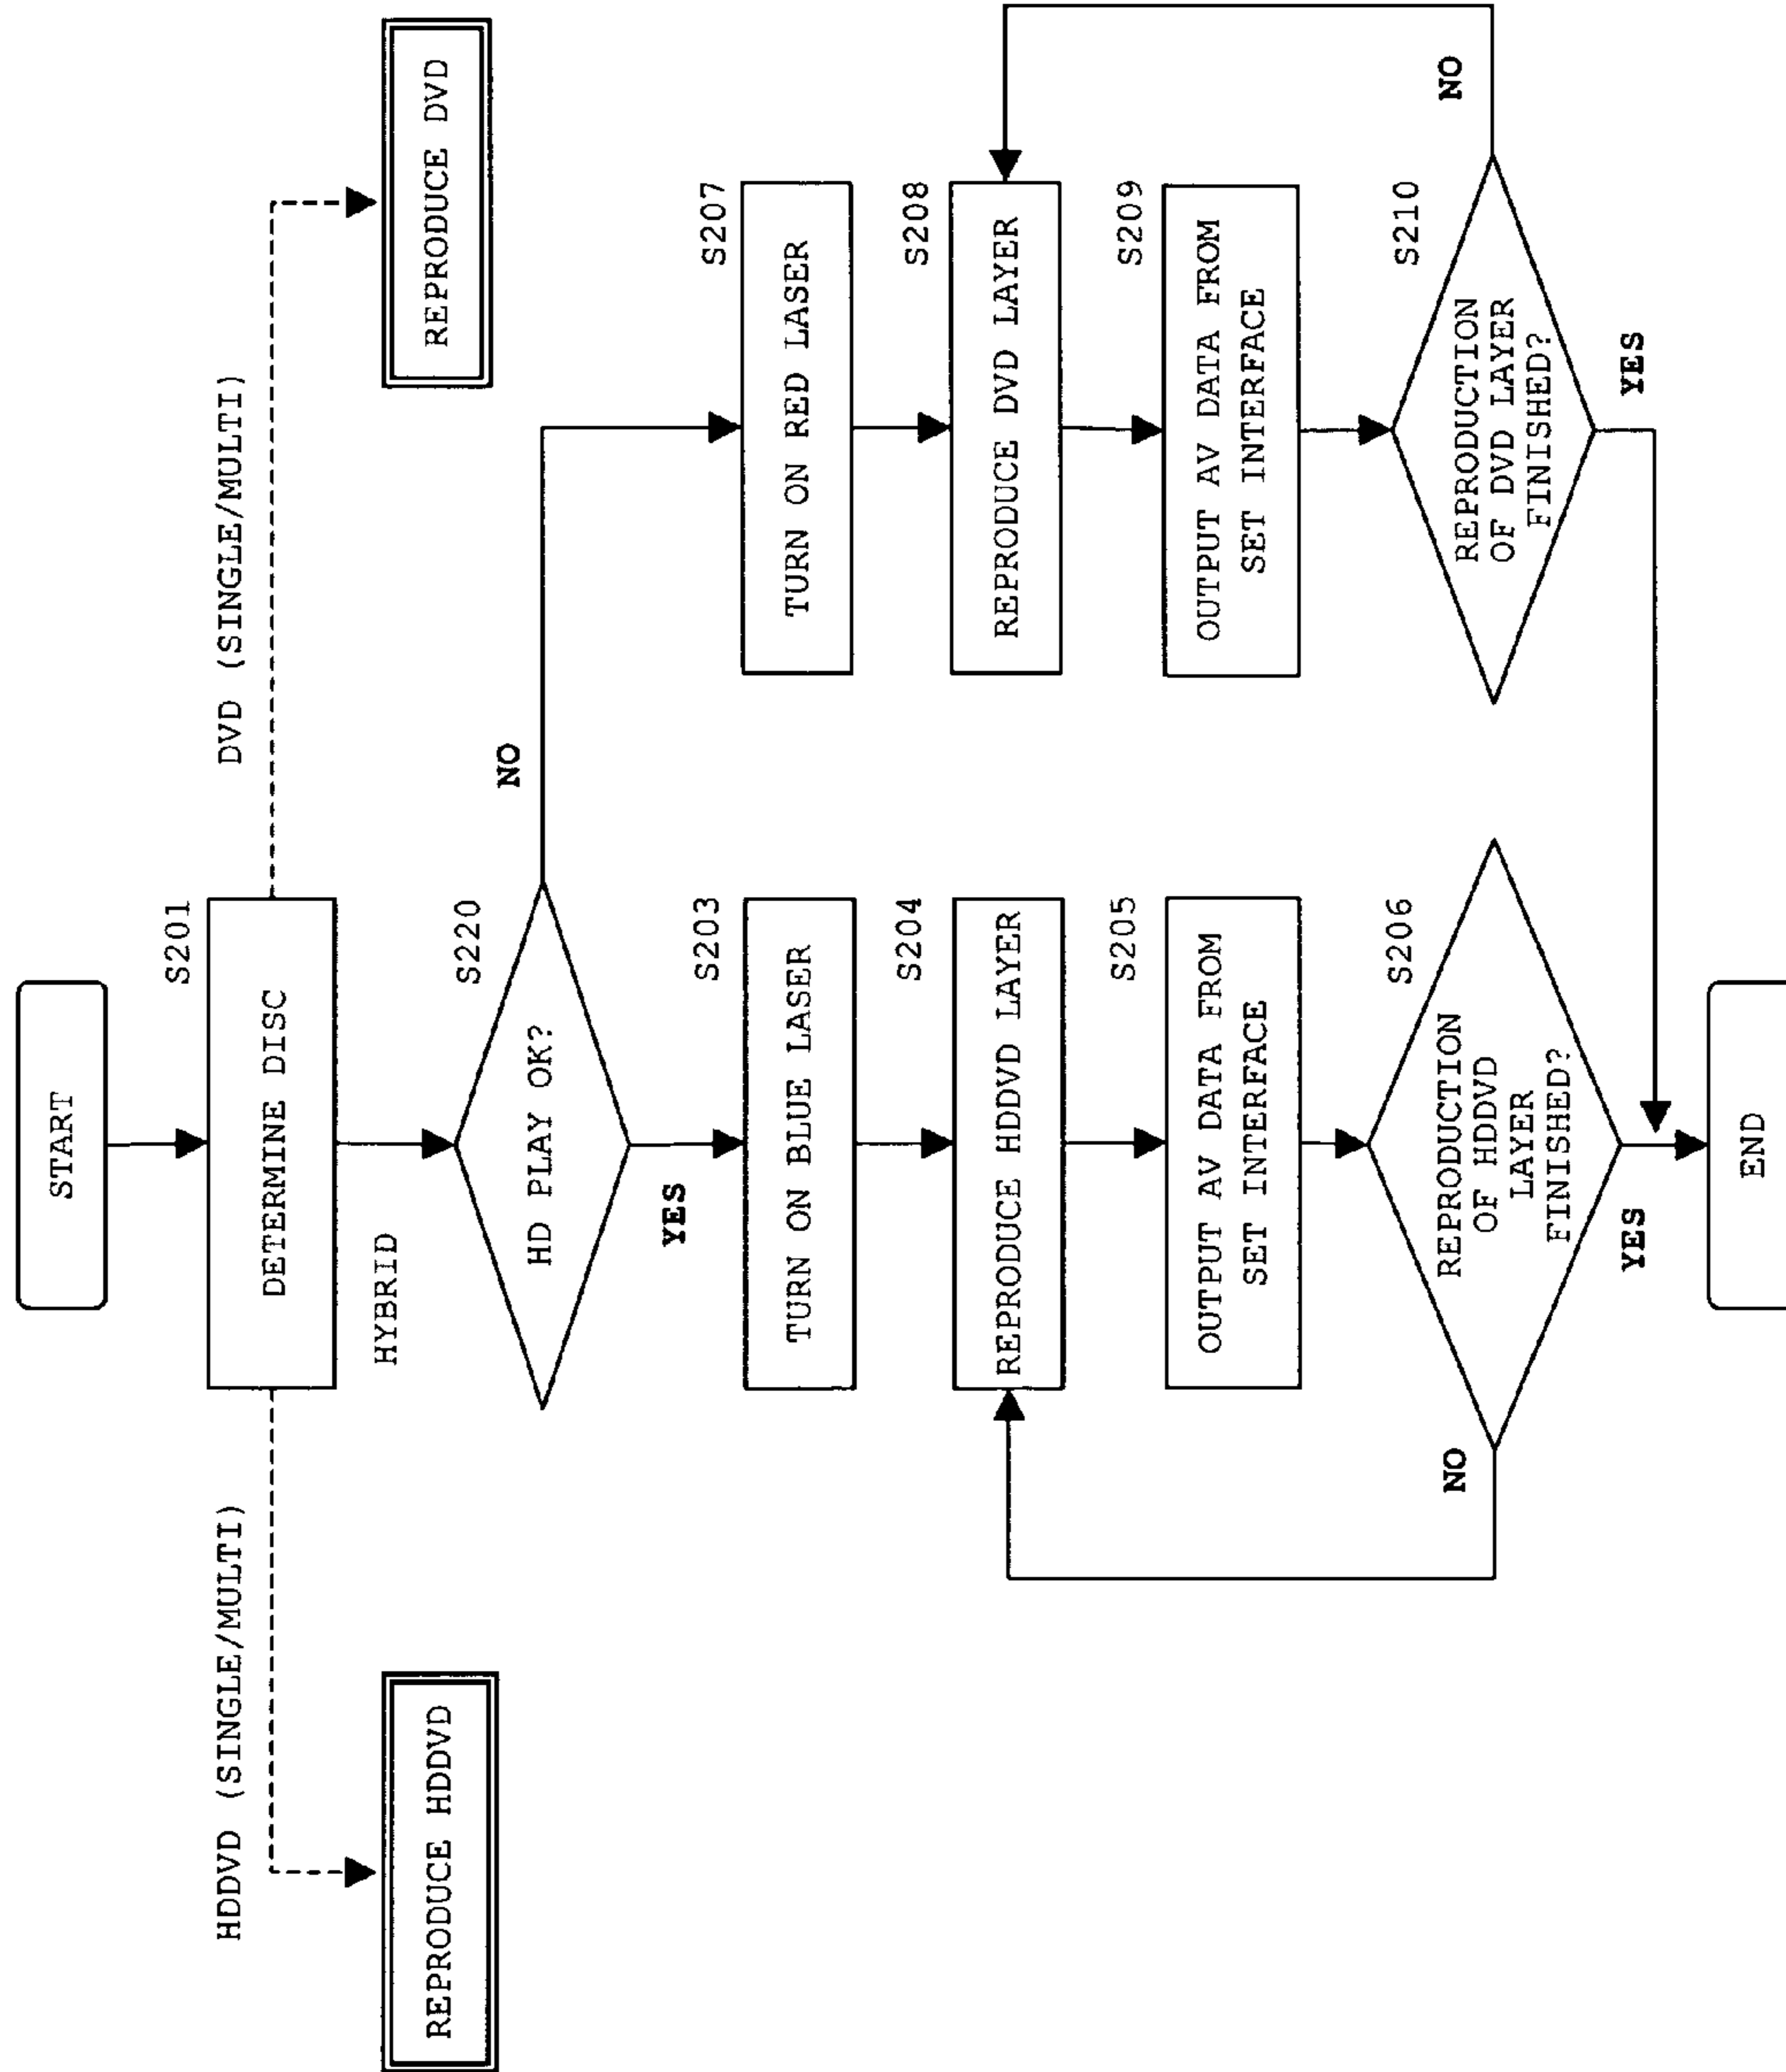 START
S201
DETERMINE DISC
HDDVD (SINGLE/MULTI)
DVD (SINGLE/MULTI)
HYBRID
REPRODUCE HDDVD
REPRODUCE DVD
S220
HD PLAY OK?
NO
YES
S203
TURN ON BLUE LASER
S204
REPRODUCE HDDVD LAYER
S205
OUTPUT AV DATA FROM
SET INTERFACE
S206
REPRODUCTION
OF HDDVD
LAYER
FINISHED?
NO
YES
S207
TURN ON RED LASER
S208
REPRODUCE DVD LAYER
S209
OUTPUT AV DATA FROM
SET INTERFACE
S210
REPRODUCTION
OF DVD LAYER
FINISHED?
NO
YES
END